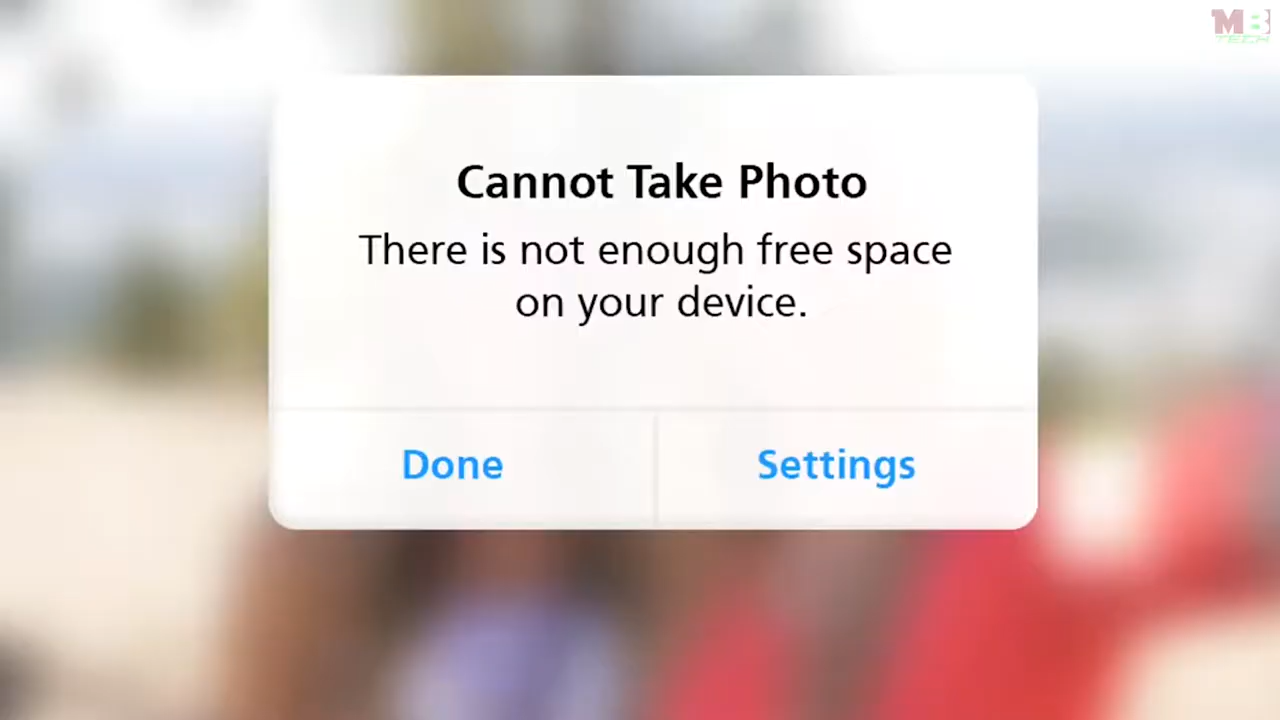 MB
TECH
Cannot Take Photo
There is not enough free space
on your device.
Done
Settings